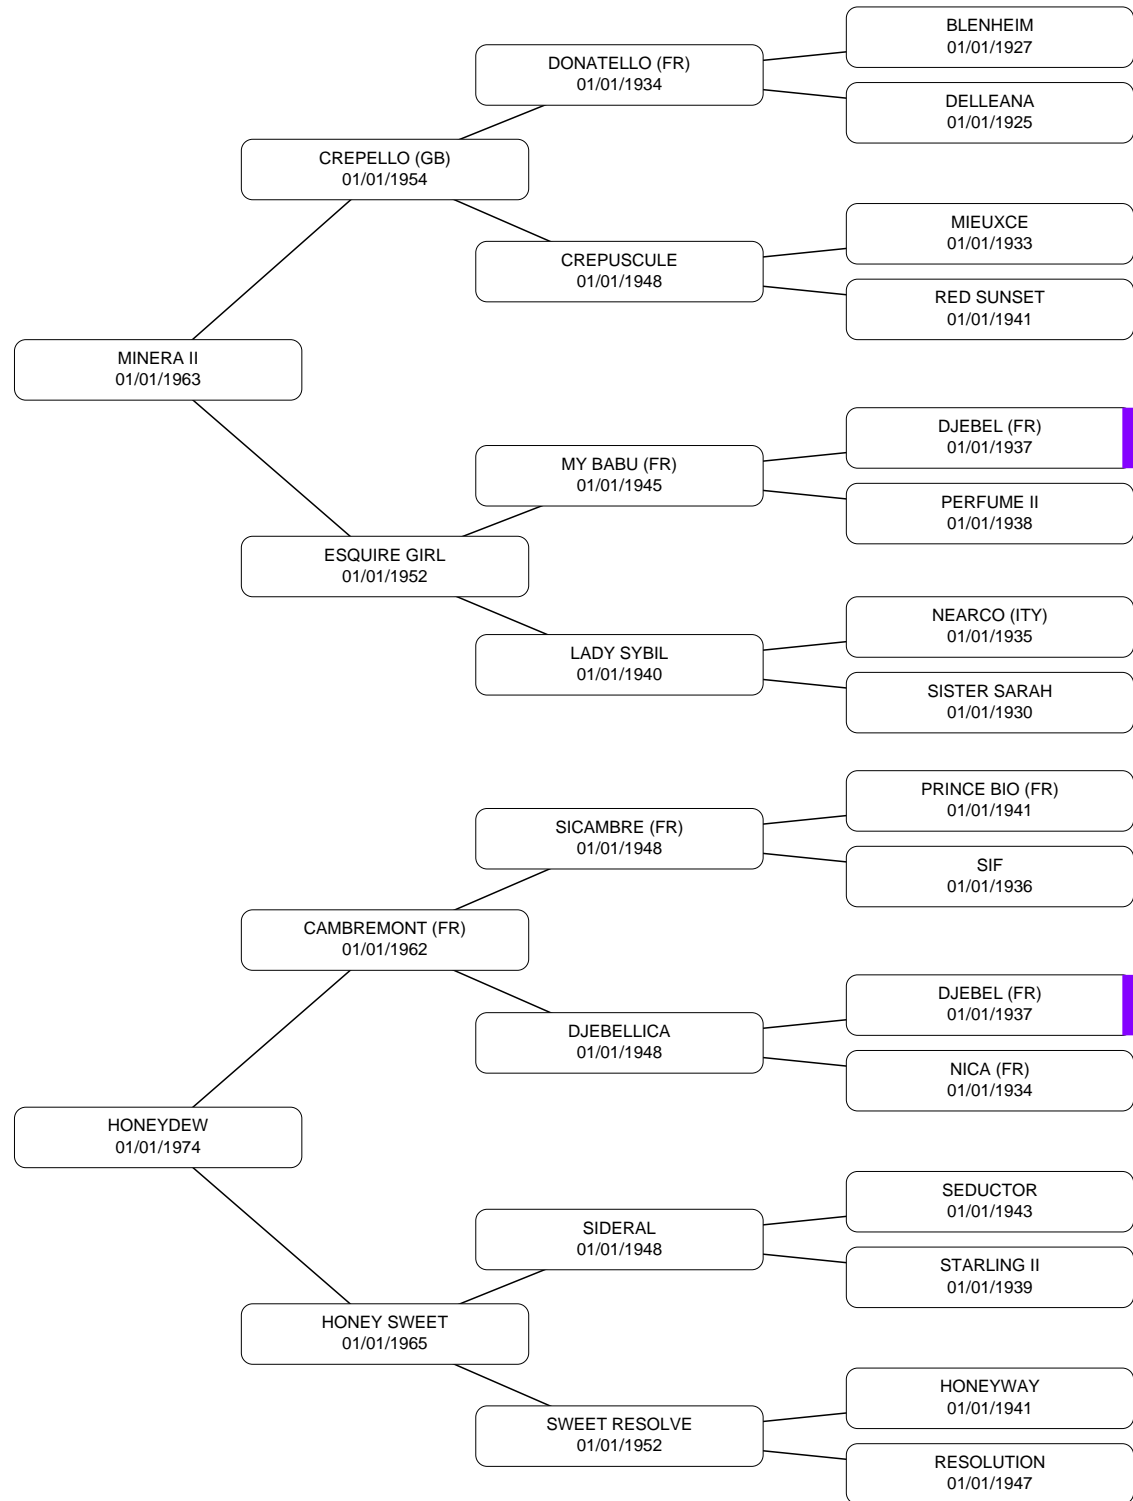 BLENHEIM
01/01/1927
DONATELLO (FR)
01/01/1934
DELLEANA
01/01/1925
CREPELLO (GB)
01/01/1954
MIEUXCE
01/01/1933
CREPUSCULE
01/01/1948
RED SUNSET
01/01/1941
MINERA II
01/01/1963
DJEBEL (FR)
01/01/1937
MY BABU (FR)
01/01/1945
PERFUME II
01/01/1938
ESQUIRE GIRL
01/01/1952
NEARCO (ITY)
01/01/1935
LADY SYBIL
01/01/1940
SISTER SARAH
01/01/1930
PRINCE BIO (FR)
01/01/1941
SICAMBRE (FR)
01/01/1948
SIF
01/01/1936
CAMBREMONT (FR)
01/01/1962
DJEBEL (FR)
01/01/1937
DJEBELLICA
01/01/1948
NICA (FR)
01/01/1934
HONEYDEW
01/01/1974
SEDUCTOR
01/01/1943
SIDERAL
01/01/1948
STARLING II
01/01/1939
HONEY SWEET
01/01/1965
HONEYWAY
01/01/1941
SWEET RESOLVE
01/01/1952
RESOLUTION
01/01/1947